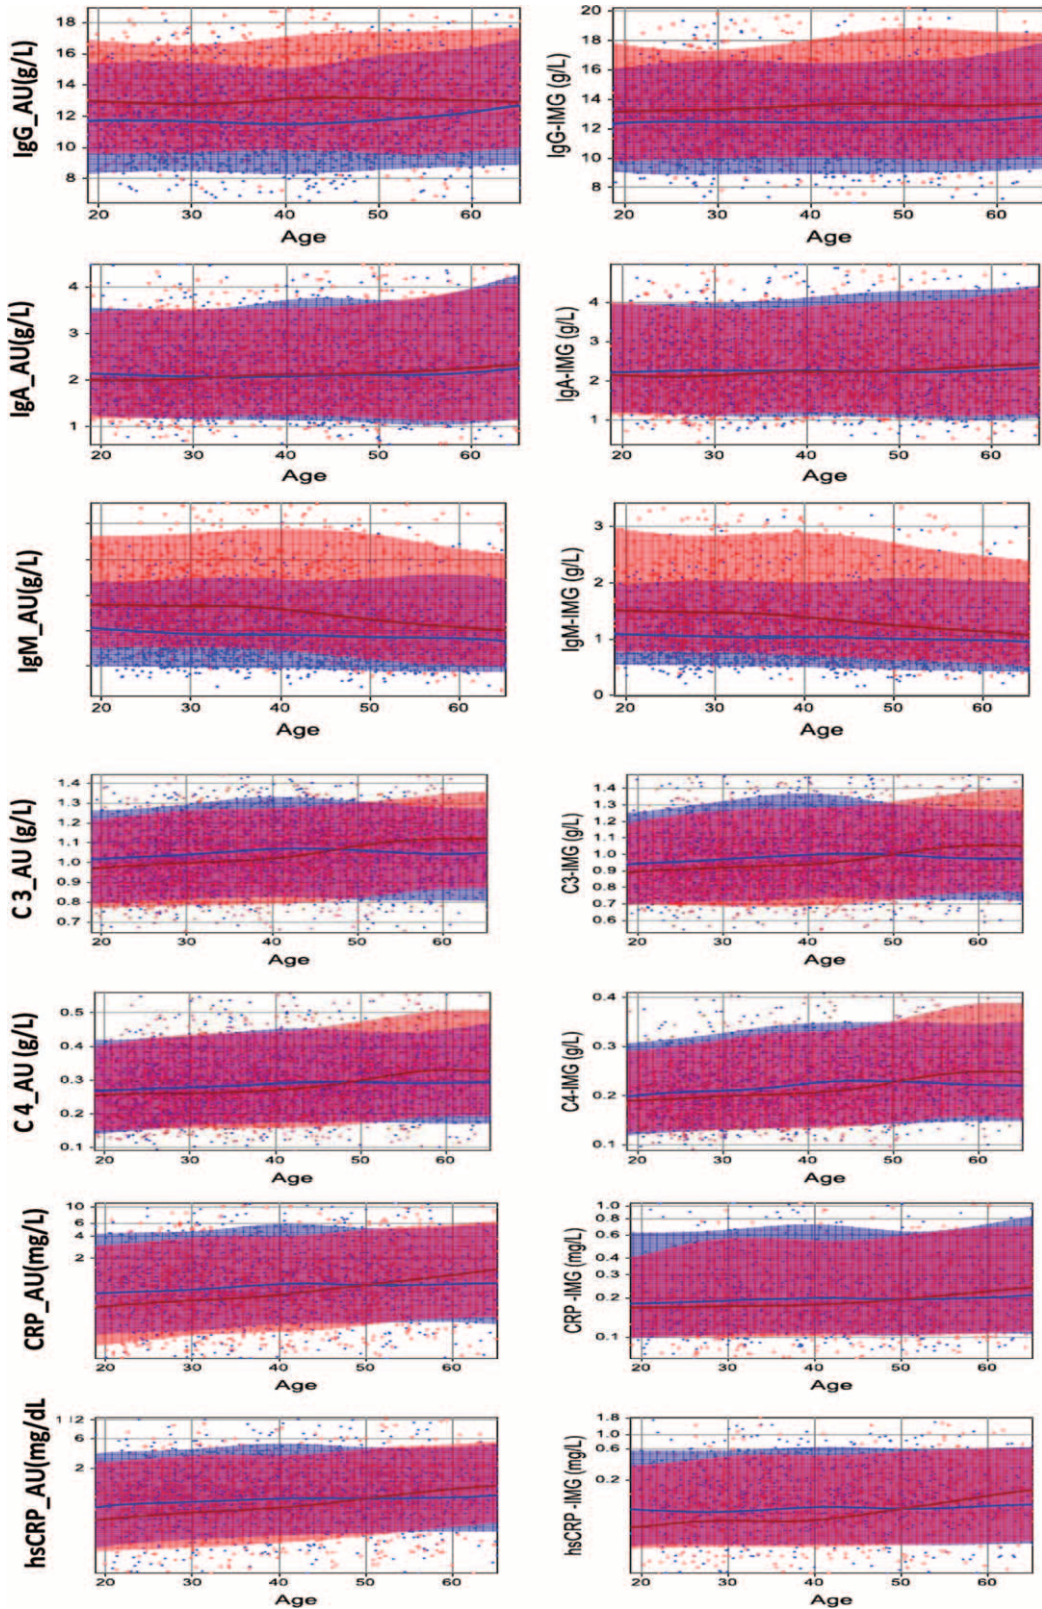 IgG_AU(g/L)
18
16
14
12
10
8
20 30 40 50 60
Age
IgG-IMG (g/L)
20
18
16
14
12
10
8
20 30 40 50 60
Age
IgA_AU(g/L)
4
3
2
1
20 30 40 50 60
Age
IgA-IMG (g/L)
4
3
2
1
20 30 40 50 60
Age
IgM_AU(g/L)
20 30 40 50 60
Age
IgM-IMG (g/L)
3
2
1
0
20 30 40 50 60
Age
C 3_AU (g/L)
1.4
1.3
1.2
1.1
1.0
0.9
0.8
0.7
20 30 40 50 60
Age
C3-IMG (g/L)
1.4
1.3
1.2
1.1
1.0
0.9
0.8
0.7
0.6
20 30 40 50 60
Age
C 4_AU (g/L)
0.5
0.4
0.3
0.2
0.1
20 30 40 50 60
Age
C4-IMG (g/L)
0.4
0.3
0.2
0.1
20 30 40 50 60
Age
CRP_AU(mg/L)
10
6
4
2
20 30 40 50 60
Age
CRP -IMG (mg/L)
1.0
0.8
0.6
0.4
0.3
0.2
0.1
20 30 40 50 60
Age
hsCRP_AU(mg/dL
6
2
20 30 40 50 60
Age
hsCRP -IMG (mg/L)
1.8
1.0
0.6
0.2
20 30 40 50 60
Age